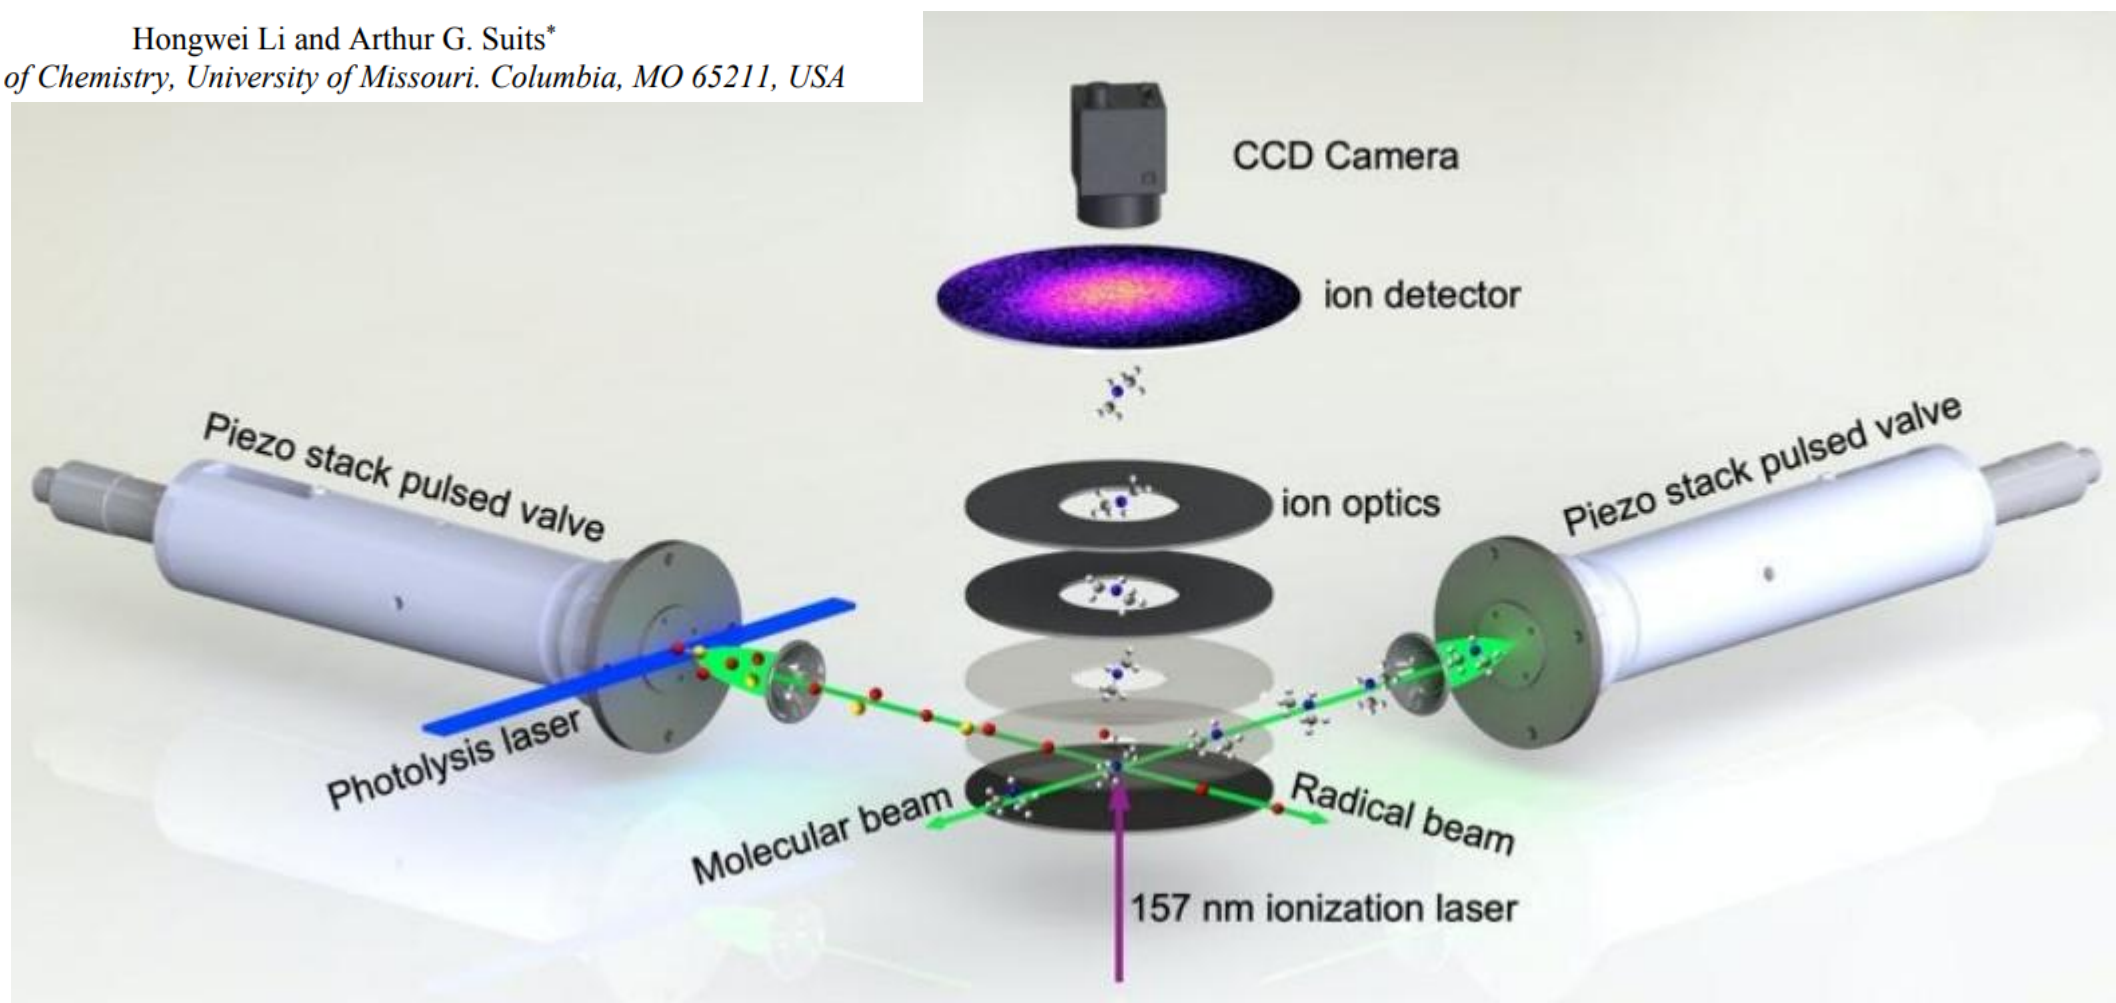 Hongwei Li and Arthur G. Suits*
of Chemistry, University of Missouri. Columbia, MO 65211, USA
CCD Camera
ion detector
Piezo stack pulsed valve
Piezo stack pulsed valve
ion optics
Photolysis laser
Molecular beam
Radical beam
157 nm ionization laser